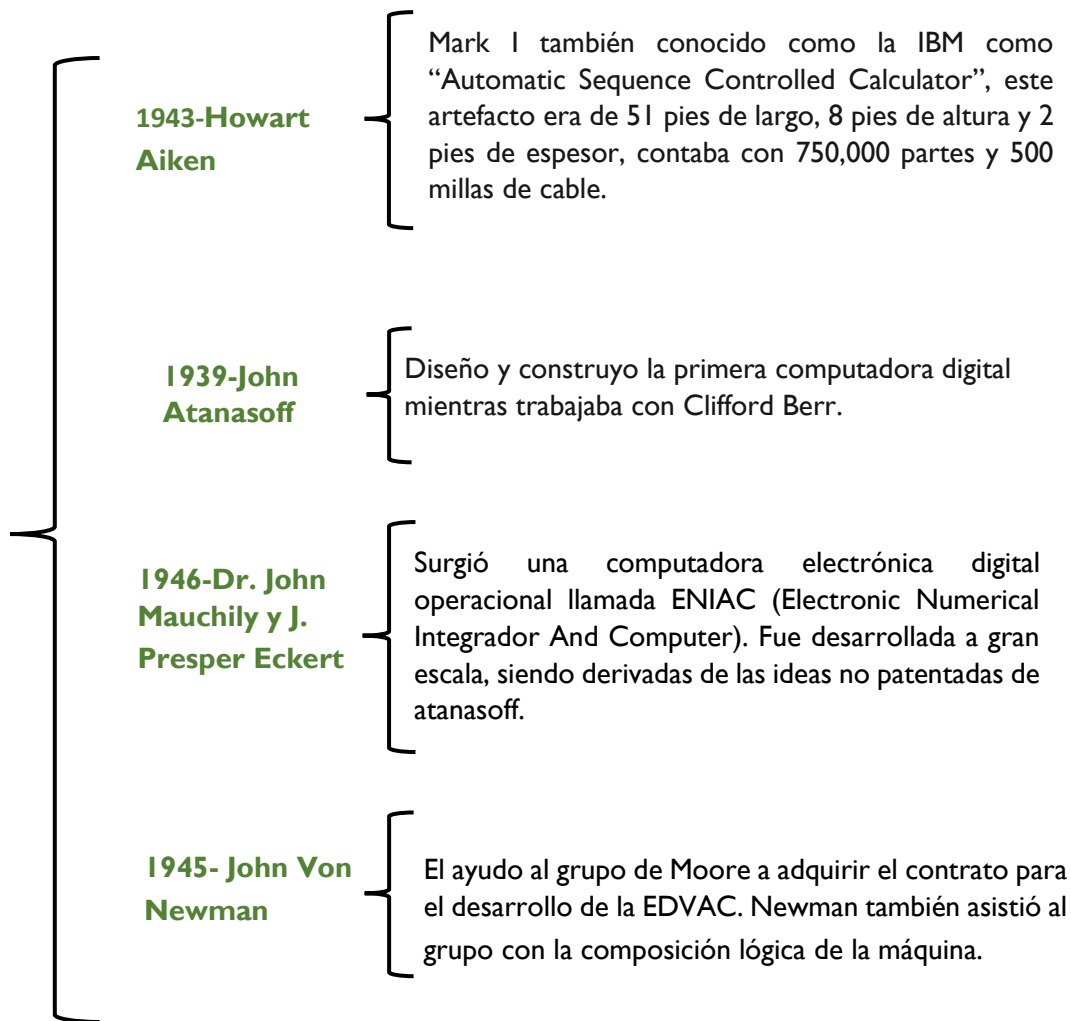 1943-Howart
Aiken
Mark I también conocido como la IBM como
“Automatic Sequence Controlled Calculator”, este
artefacto era de 51 pies de largo, 8 pies de altura y 2
pies de espesor, contaba con 750,000 partes y 500
millas de cable.
1939-John
Atanasoff
Diseño y construyo la primera computadora digital
mientras trabajaba con Clifford Berr.
1946-Dr. John
Mauchily y J.
Presper Eckert
Surgió una computadora electrónica digital
operacional llamada ENIAC (Electronic Numerical
Integrador And Computer). Fue desarrollada a gran
escala, siendo derivadas de las ideas no patentadas de
atanasoff.
1945- John Von
Newman
El ayudo al grupo de Moore a adquirir el contrato para
el desarrollo de la EDVAC. Newman también asistió al
grupo con la composición lógica de la máquina.